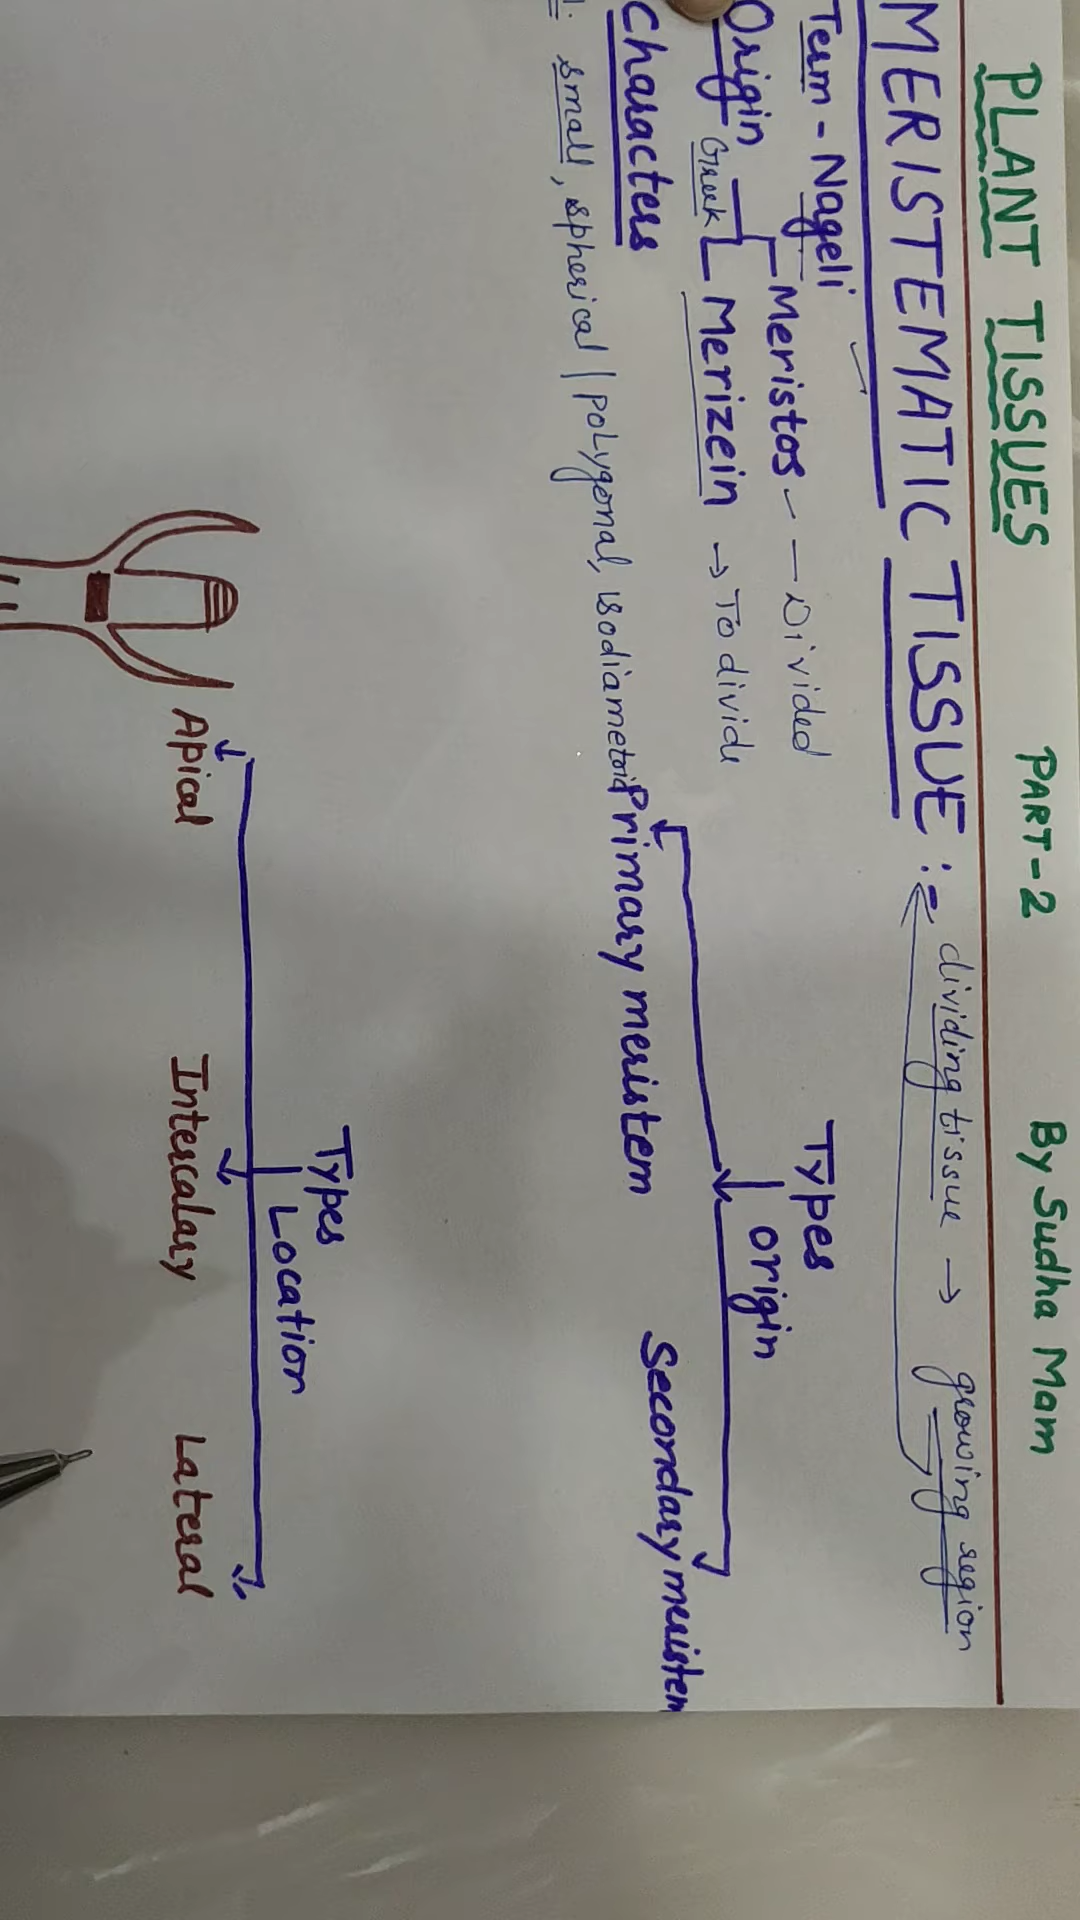 PLANT TISSUES PART-2 By Sudha Mam
MERISTEMATIC TISSUE :- dividing tissue → growing region
Term - Nageli
Meristos - - Divided
Origin
Greek
Merizein → To divide
Characters
1. small, spherical | polygonal, isodiametoid
Types
origin
Primary meristem
Secondary meristem
Types
Location
Apical
Intercalary
Lateral